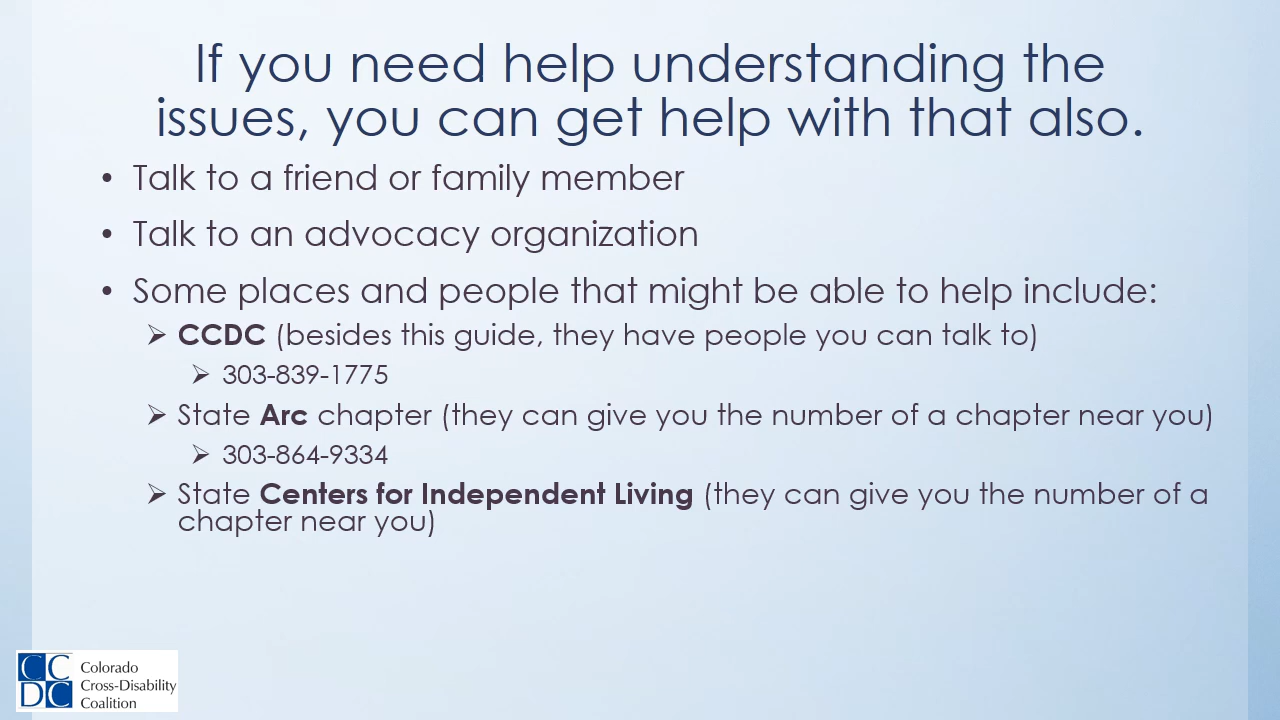 If you need help understanding the
issues, you can get help with that also.
• Talk to a friend or family member
• Talk to an advocacy organization
• Some places and people that might be able to help include:
➢ CCDC (besides this guide, they have people you can talk to)
➢ 303-839-1775
➢ State Arc chapter (they can give you the number of a chapter near you)
➢ 303-864-9334
➢ State Centers for Independent Living (they can give you the number of a
chapter near you)
CC
DC
Colorado
Cross-Disability
Coalition